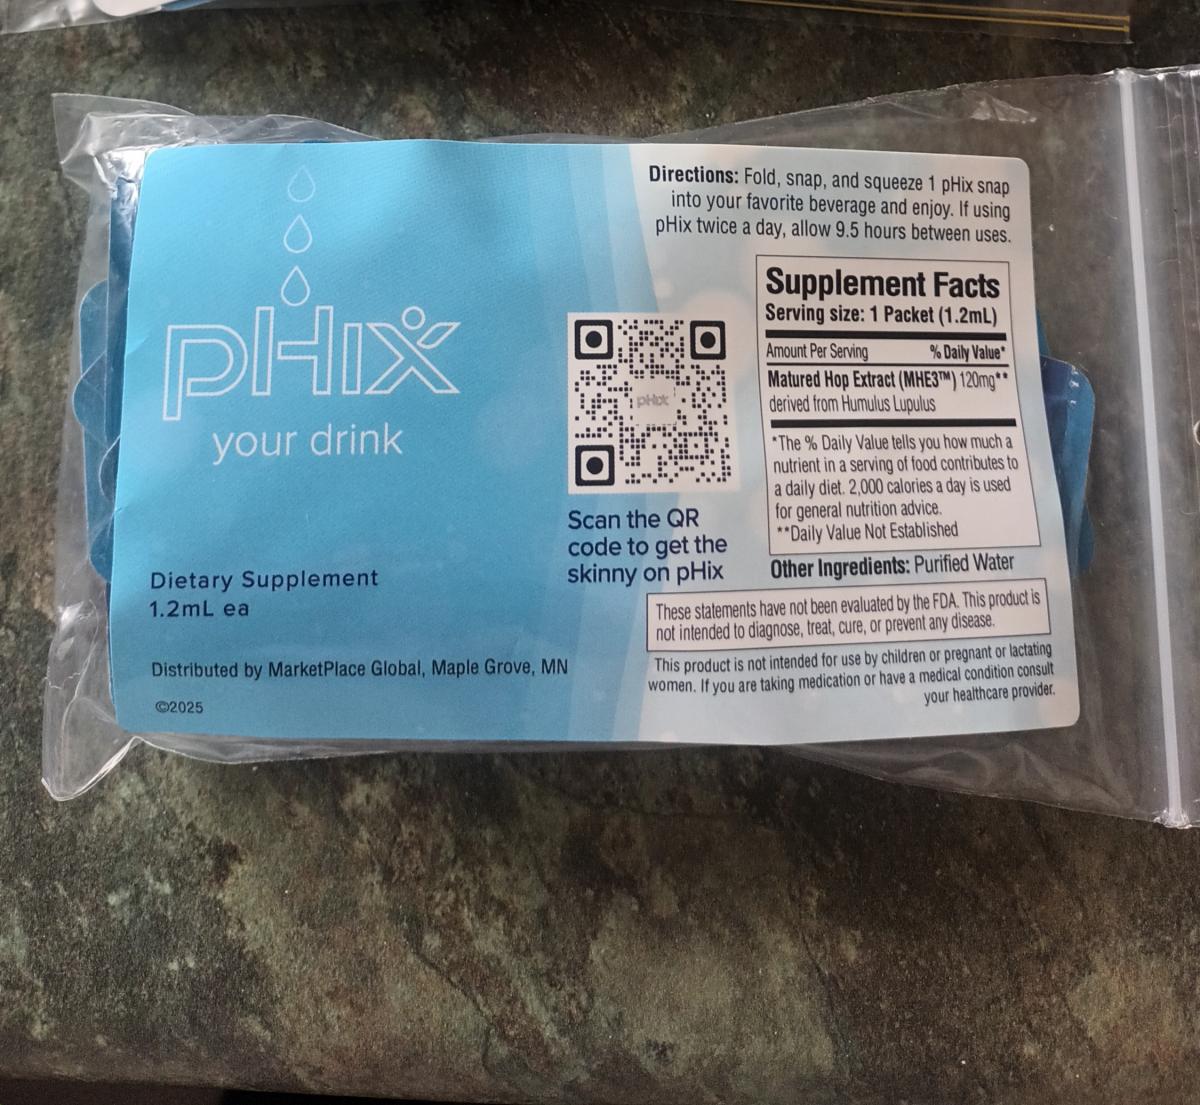 pHix
your drink
Dietary Supplement
1.2mL ea
Distributed by MarketPlace Global, Maple Grove, MN
©2025
pHix
Scan the QR
code to get the
skinny on pHix
Directions: Fold, snap, and squeeze 1 pHix snap
into your favorite beverage and enjoy. If using
pHix twice a day, allow 9.5 hours between uses.
Supplement Facts
Serving size: 1 Packet (1.2mL)
Amount Per Serving % Daily Value*
Matured Hop Extract (MHE3™) 120mg**
derived from Humulus Lupulus
*The % Daily Value tells you how much a
nutrient in a serving of food contributes to
a daily diet. 2,000 calories a day is used
for general nutrition advice.
**Daily Value Not Established
Other Ingredients: Purified Water
These statements have not been evaluated by the FDA. This product is
not intended to diagnose, treat, cure, or prevent any disease.
This product is not intended for use by children or pregnant or lactating
women. If you are taking medication or have a medical condition consult
your healthcare provider.